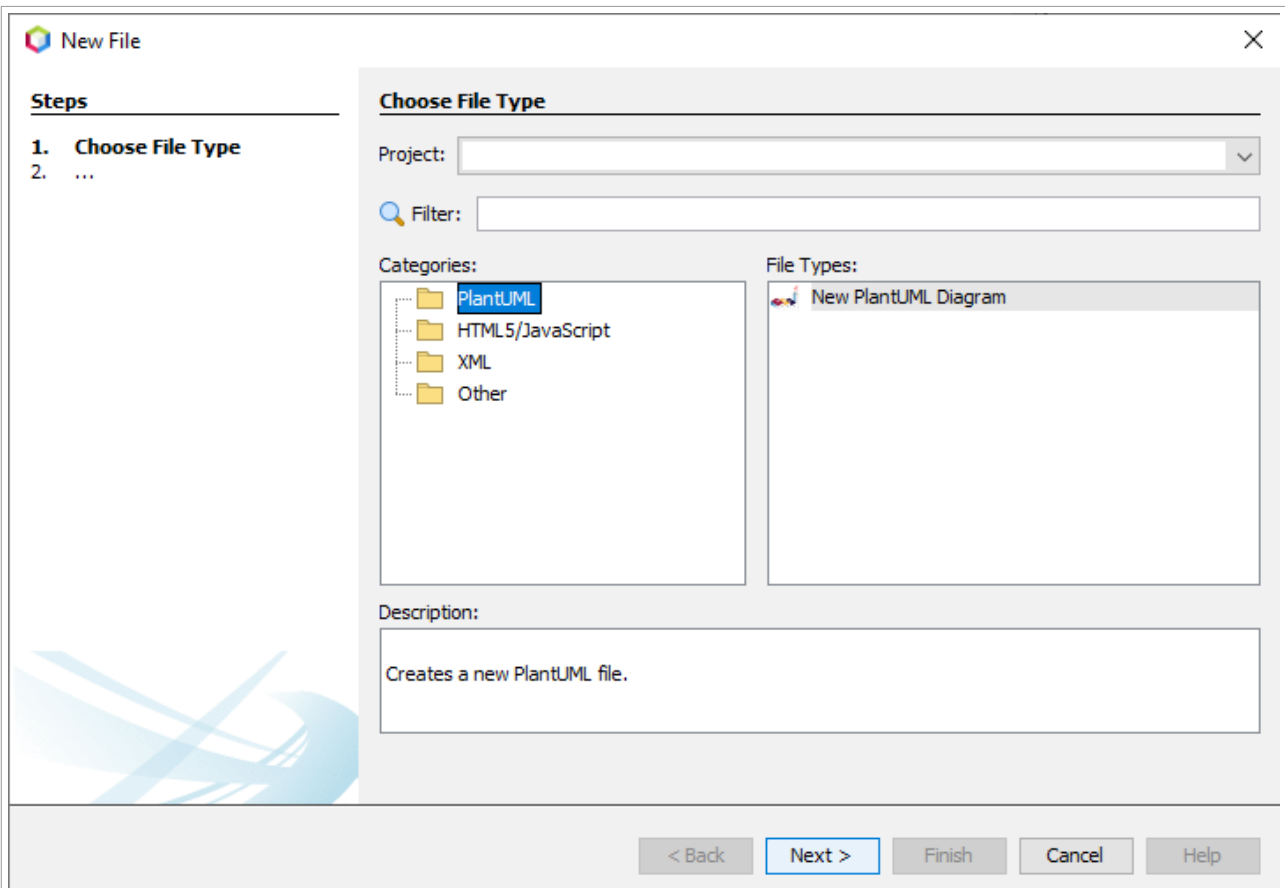 New File
Steps
1. Choose File Type
2. ...
Choose File Type
Project:
Filter:
Categories:
PlantUML
HTML5/JavaScript
XML
Other
File Types:
New PlantUML Diagram
Description:
Creates a new PlantUML file.
< Back
Next >
Finish
Cancel
Help